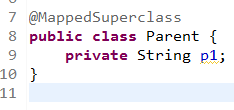 7 @MappedSuperclass
8 public class Parent {
9     private String p1;
10 }
11